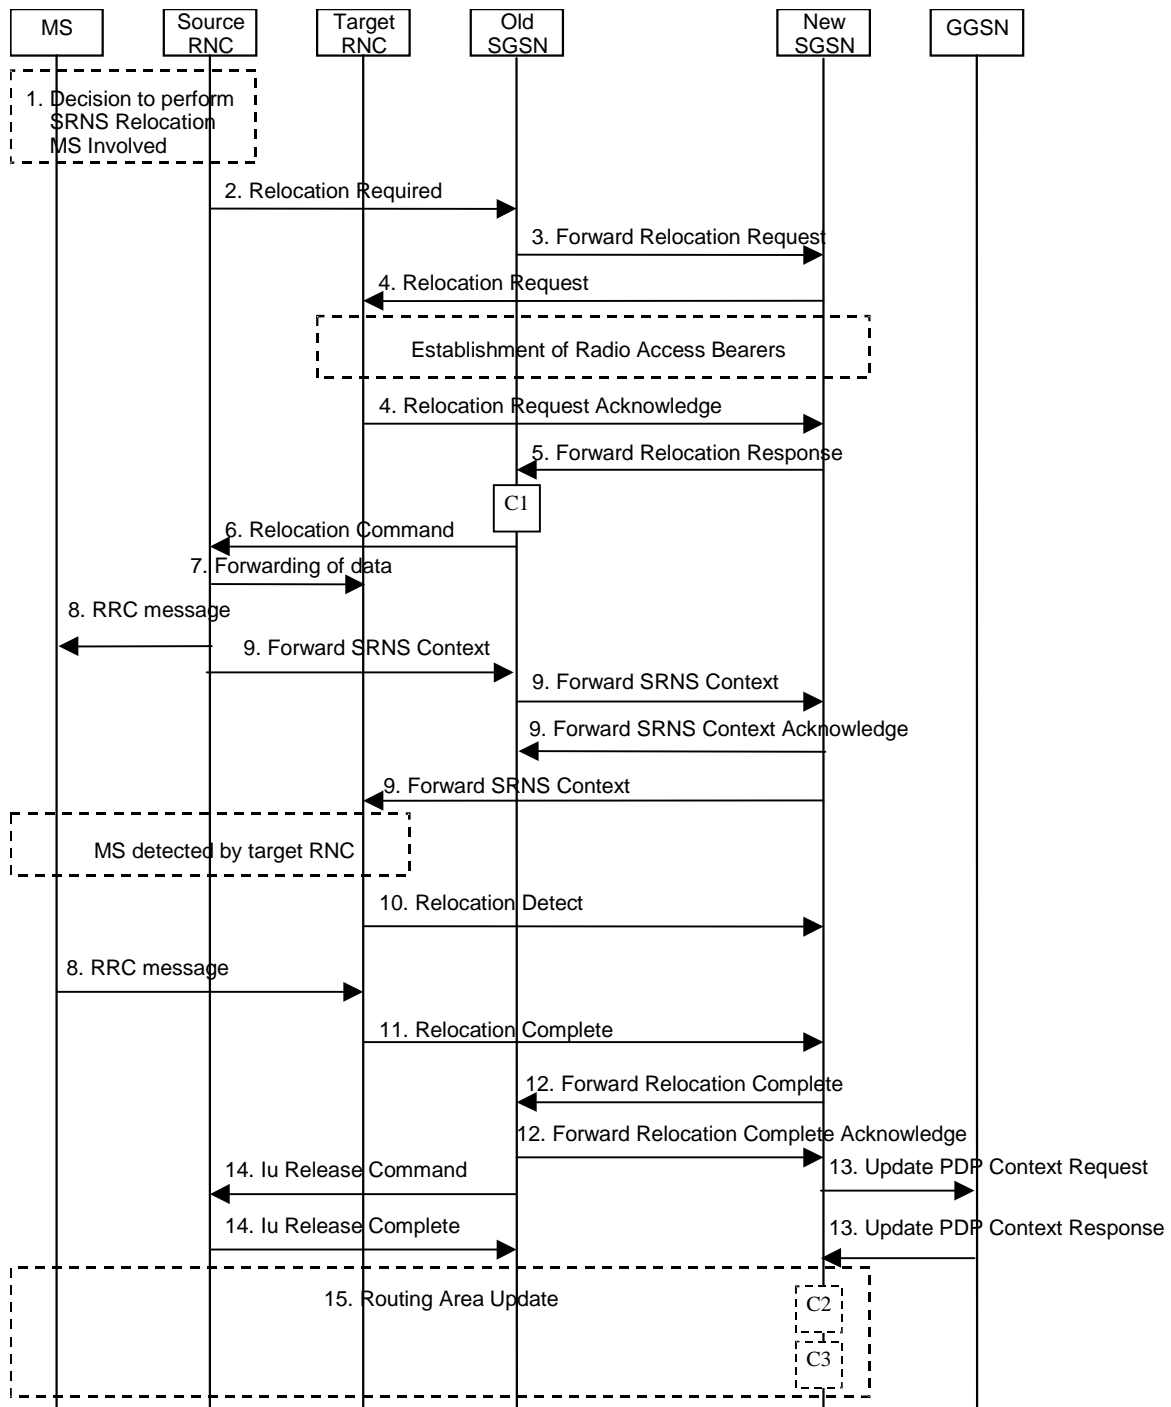 MS
Source
RNC
Target
RNC
Old
SGSN
New
SGSN
GGSN
1. Decision to perform
SRNS Relocation
MS Involved
2. Relocation Required
3. Forward Relocation Request
4. Relocation Request
Establishment of Radio Access Bearers
4. Relocation Request Acknowledge
5. Forward Relocation Response
C1
6. Relocation Command
7. Forwarding of data
8. RRC message
9. Forward SRNS Context
9. Forward SRNS Context
9. Forward SRNS Context Acknowledge
9. Forward SRNS Context
MS detected by target RNC
10. Relocation Detect
8. RRC message
11. Relocation Complete
12. Forward Relocation Complete
12. Forward Relocation Complete Acknowledge
13. Update PDP Context Request
14. Iu Release Command
14. Iu Release Complete
13. Update PDP Context Response
15. Routing Area Update
C2
C3